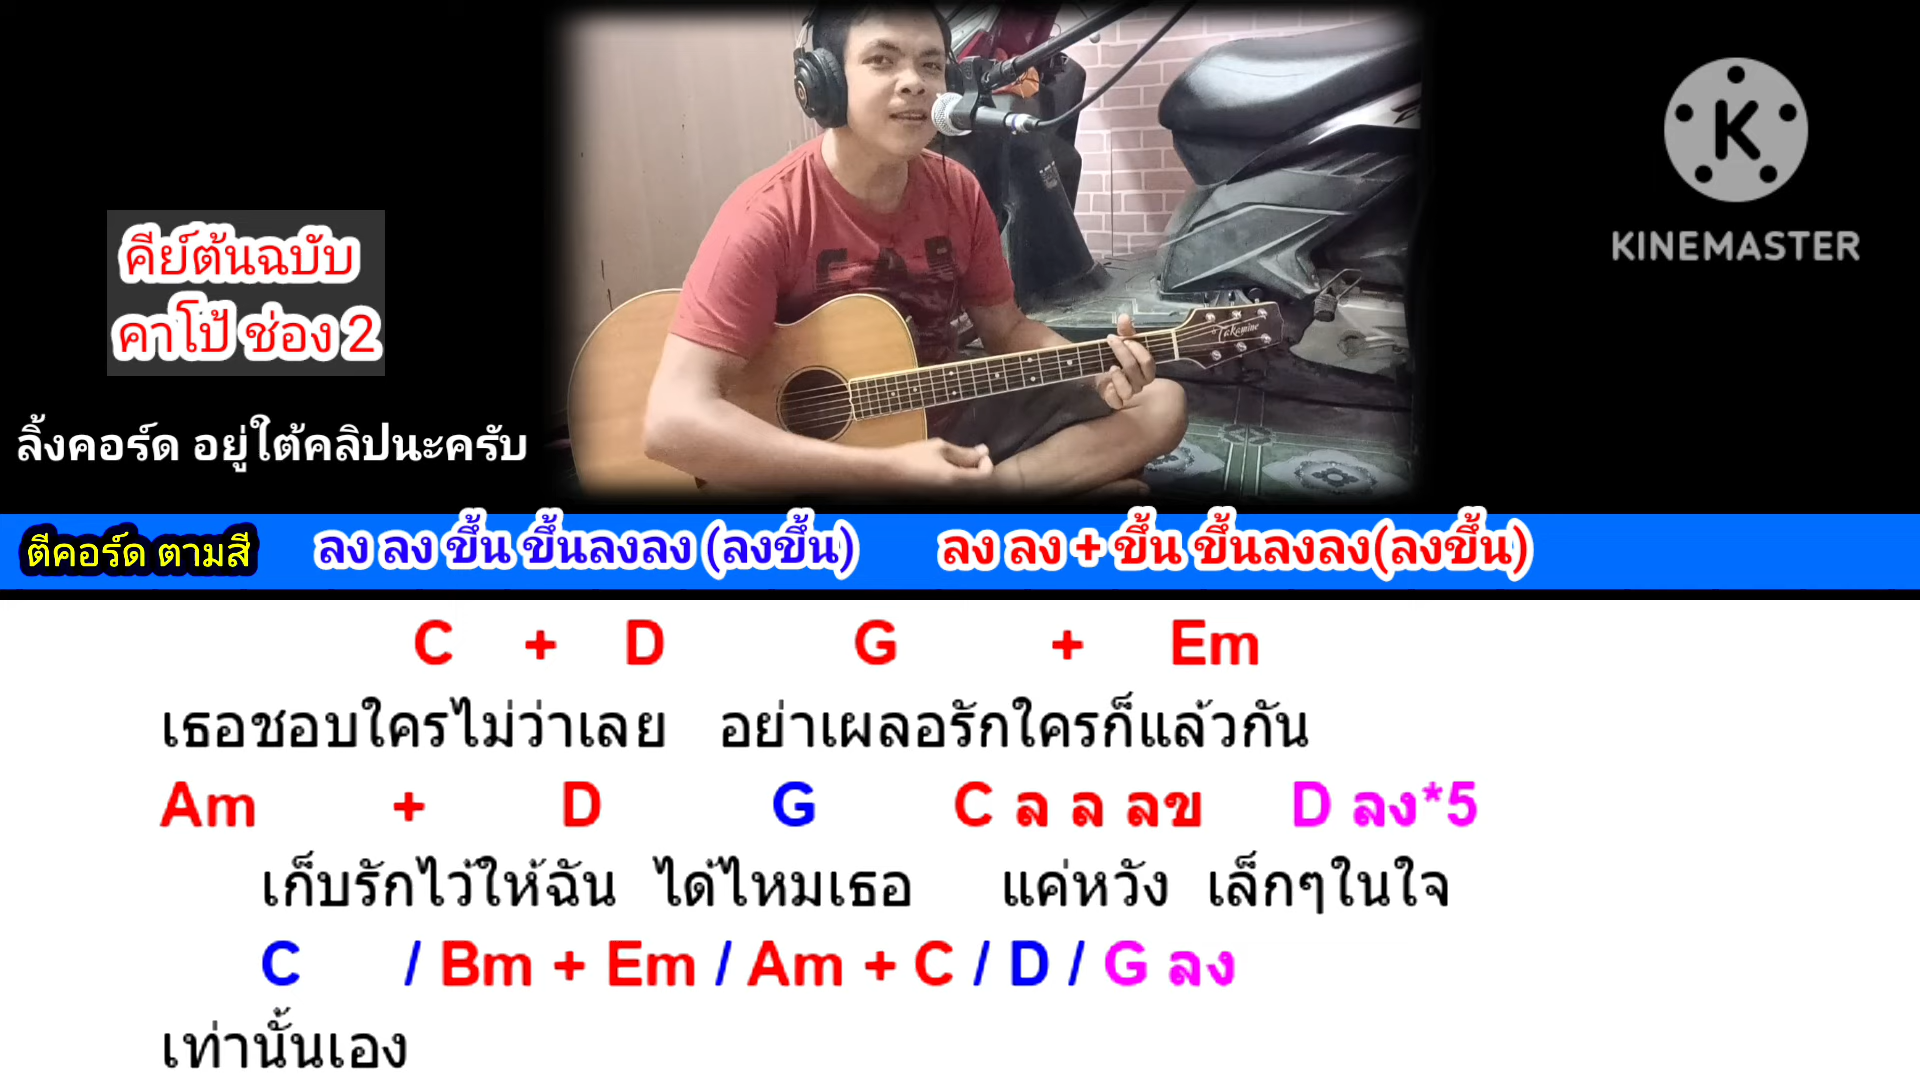 KINEMASTER
คีย์ต้นฉบับ
คาโป้ ช่อง 2
Takamine
ลิ้งคอร์ด อยู่ใต้คลิปนะครับ
ตีคอร์ด ตามสี ลง ลง ขึ้น ขึ้นลงลง (ลงขึ้น) ลง ลง + ขึ้น ขึ้นลงลง(ลงขึ้น)
C + D G + Em
เธอชอบใครไม่ว่าเลย อย่าเผลอรักใครก็แล้วกัน
Am + D G C ล ล ลข D ลง*5
เก็บรักไว้ให้ฉัน ได้ไหมเธอ แค่หวัง เล็กๆในใจ
C / Bm + Em / Am + C / D / G ลง
เท่านั้นเอง